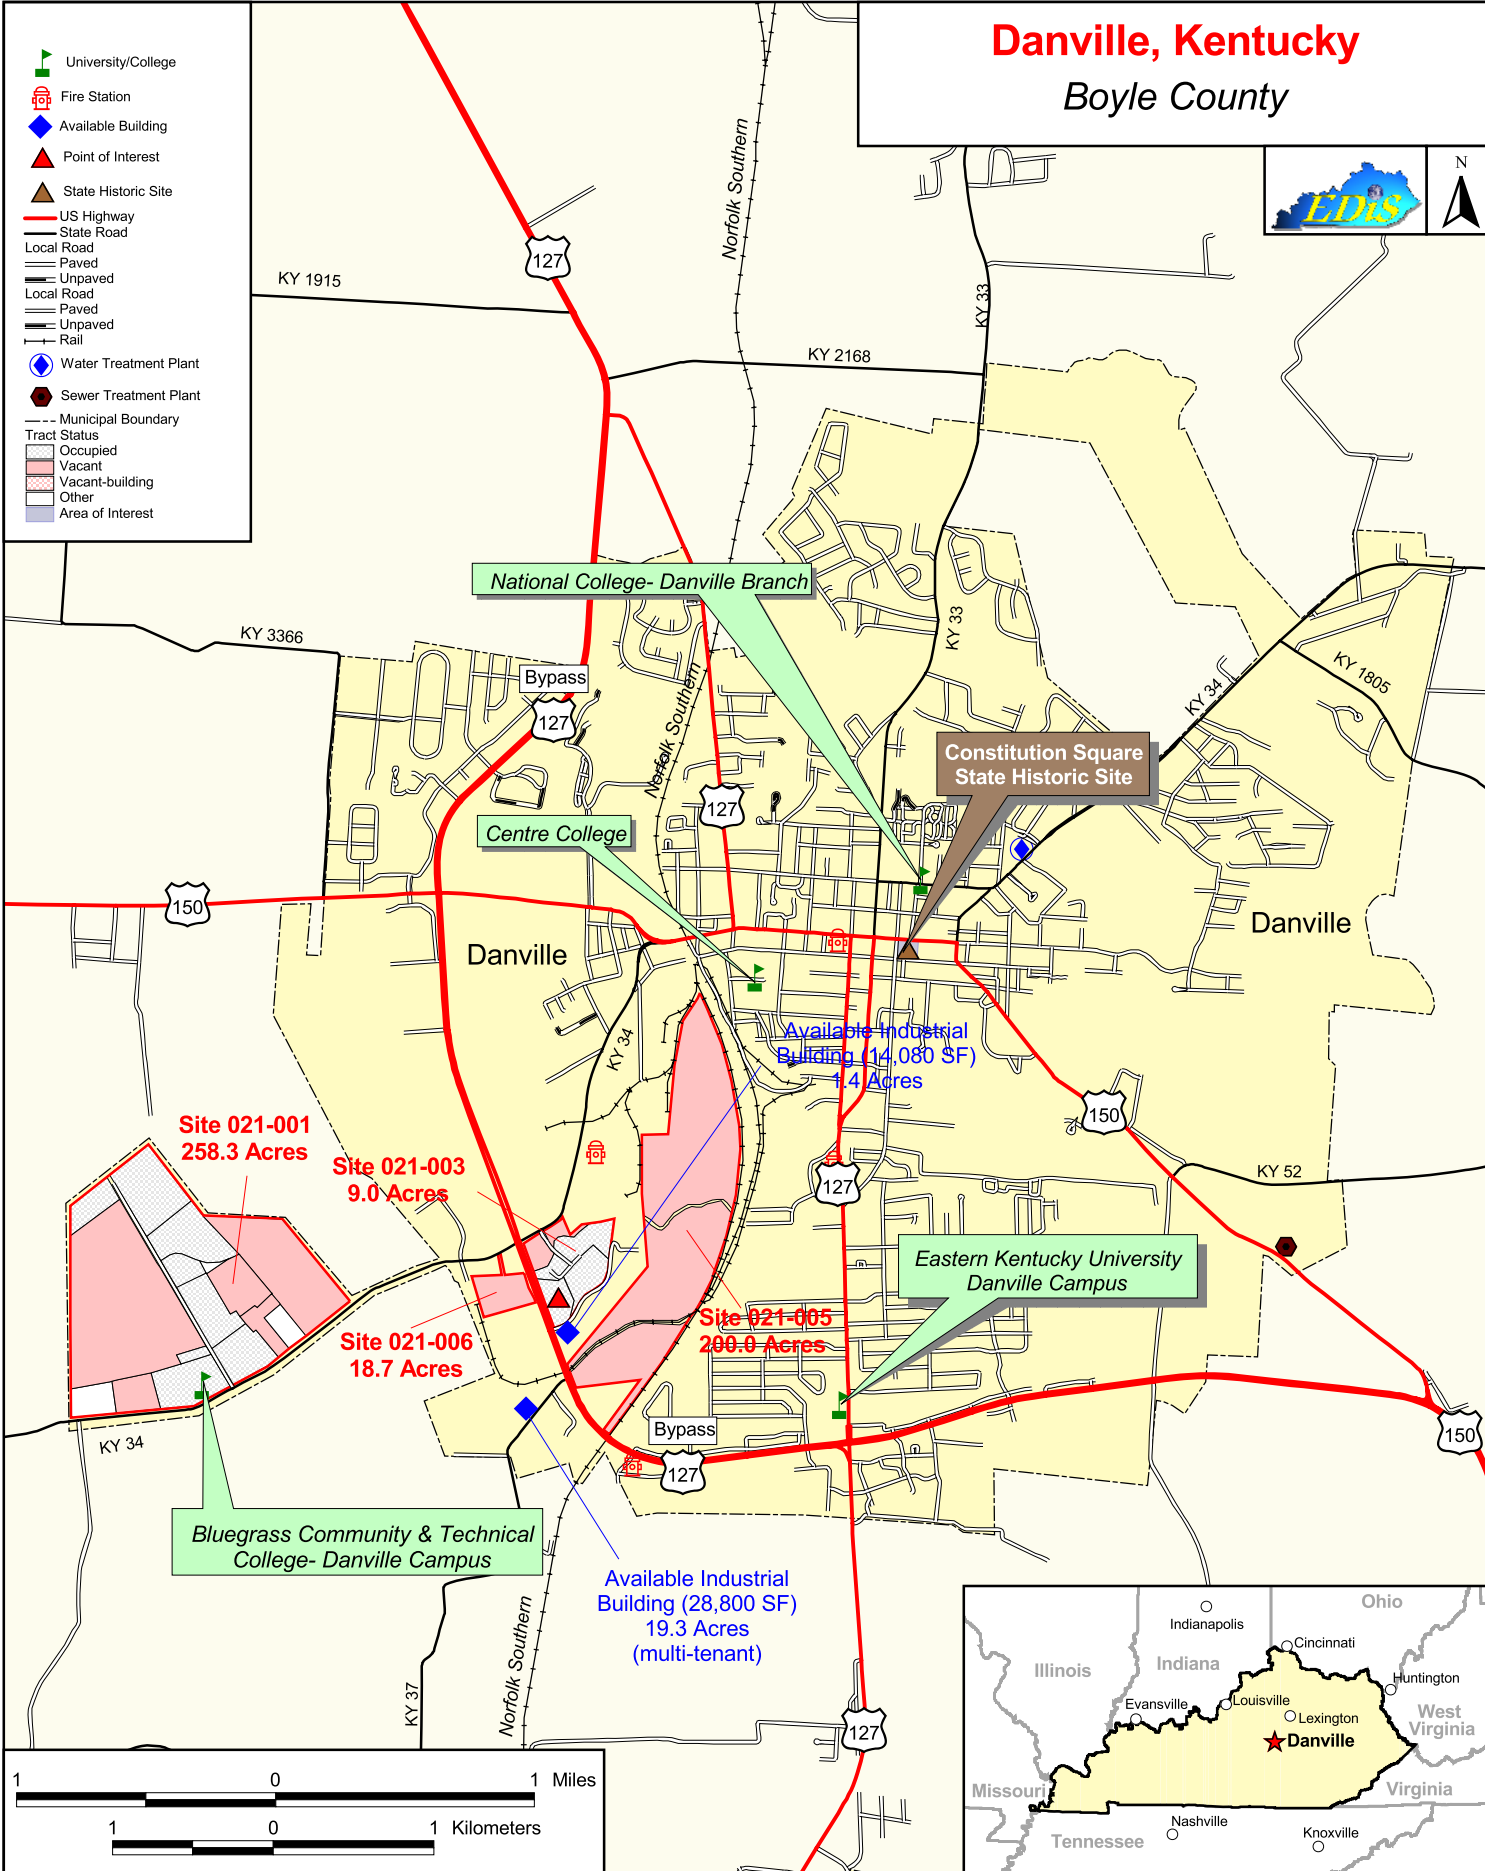 Danville, Kentucky
Boyle County
University/College
Fire Station
Available Building
Point of Interest
State Historic Site
US Highway
State Road
Local Road
Paved
Unpaved
Local Road
Paved
Unpaved
Rail
Water Treatment Plant
Sewer Treatment Plant
Municipal Boundary
Tract Status
Occupied
Vacant
Vacant-building
Other
Area of Interest
EDiS
N
Norfolk Southern
127
KY 1915
KY 33
KY 2168
National College- Danville Branch
KY 33
KY 3366
Bypass
127
Norfolk Southern
KY 1805
KY 34
Constitution Square
State Historic Site
127
Centre College
150
Danville
Danville
KY 34
Available Industrial
Building (14,080 SF)
1.4 Acres
150
Site 021-001
258.3 Acres
Site 021-003
9.0 Acres
127
KY 52
Eastern Kentucky University
Danville Campus
Site 021-005
200.0 Acres
Site 021-006
18.7 Acres
KY 34
Bypass
127
150
Bluegrass Community & Technical
College- Danville Campus
Available Industrial
Building (28,800 SF)
19.3 Acres
(multi-tenant)
Norfolk Southern
KY 37
127
1 0 1 Miles
1 0 1 Kilometers
Ohio
Indianapolis
Cincinnati
Illinois
Indiana
Huntington
Evansville
Louisville
Lexington
West
Virginia
Danville
Missouri
Virginia
Nashville
Tennessee
Knoxville